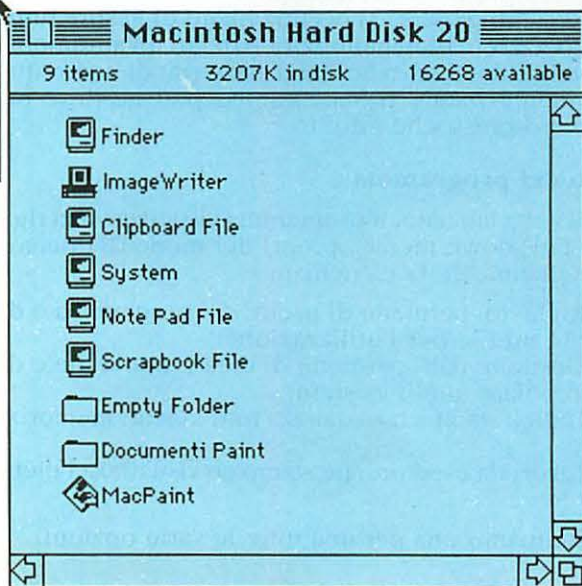 Macintosh Hard Disk 20
9 items 3207K in disk 16268 available
Finder
ImageWriter
Clipboard File
System
Note Pad File
Scrapbook File
Empty Folder
Documenti Paint
MacPaint